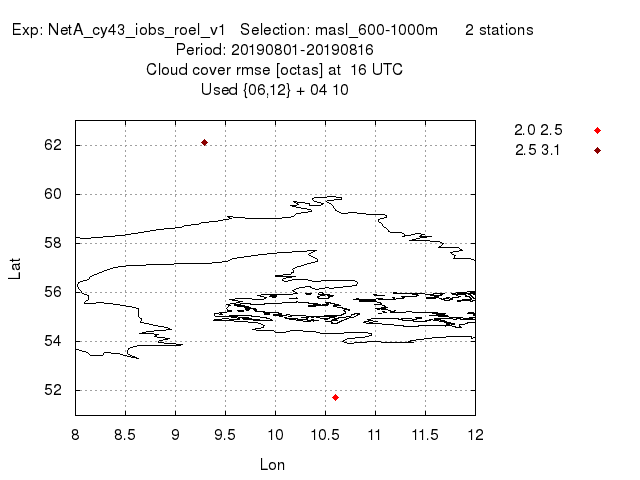 Exp: NetA_cy43_iobs_roel_v1 Selection: masl_600-1000m 2 stations
Period: 20190801-20190816
Cloud cover rmse [octas] at 16 UTC
Used {06,12} + 04 10
2.0 2.5
2.5 3.1
62
60
58
56
54
52
Lat
8 8.5 9 9.5 10 10.5 11 11.5 12
Lon